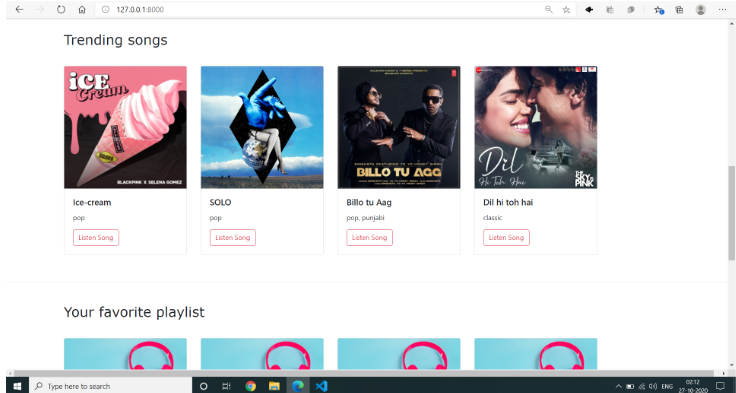 127.0.0.1:8000
Trending songs
iCE
Cream
BLACKPINK X SELENA GOMEZ
BILLO TU AGG
Dil
Hi Toh Hai
THE
SKY IS
PINK
Ice-cream
SOLO
Billo tu Aag
Dil hi toh hai
pop
pop
pop, punjabi
classic
Listen Song
Listen Song
Listen Song
Listen Song
Your favorite playlist
Type here to search
ENG
02:12
27-10-2020